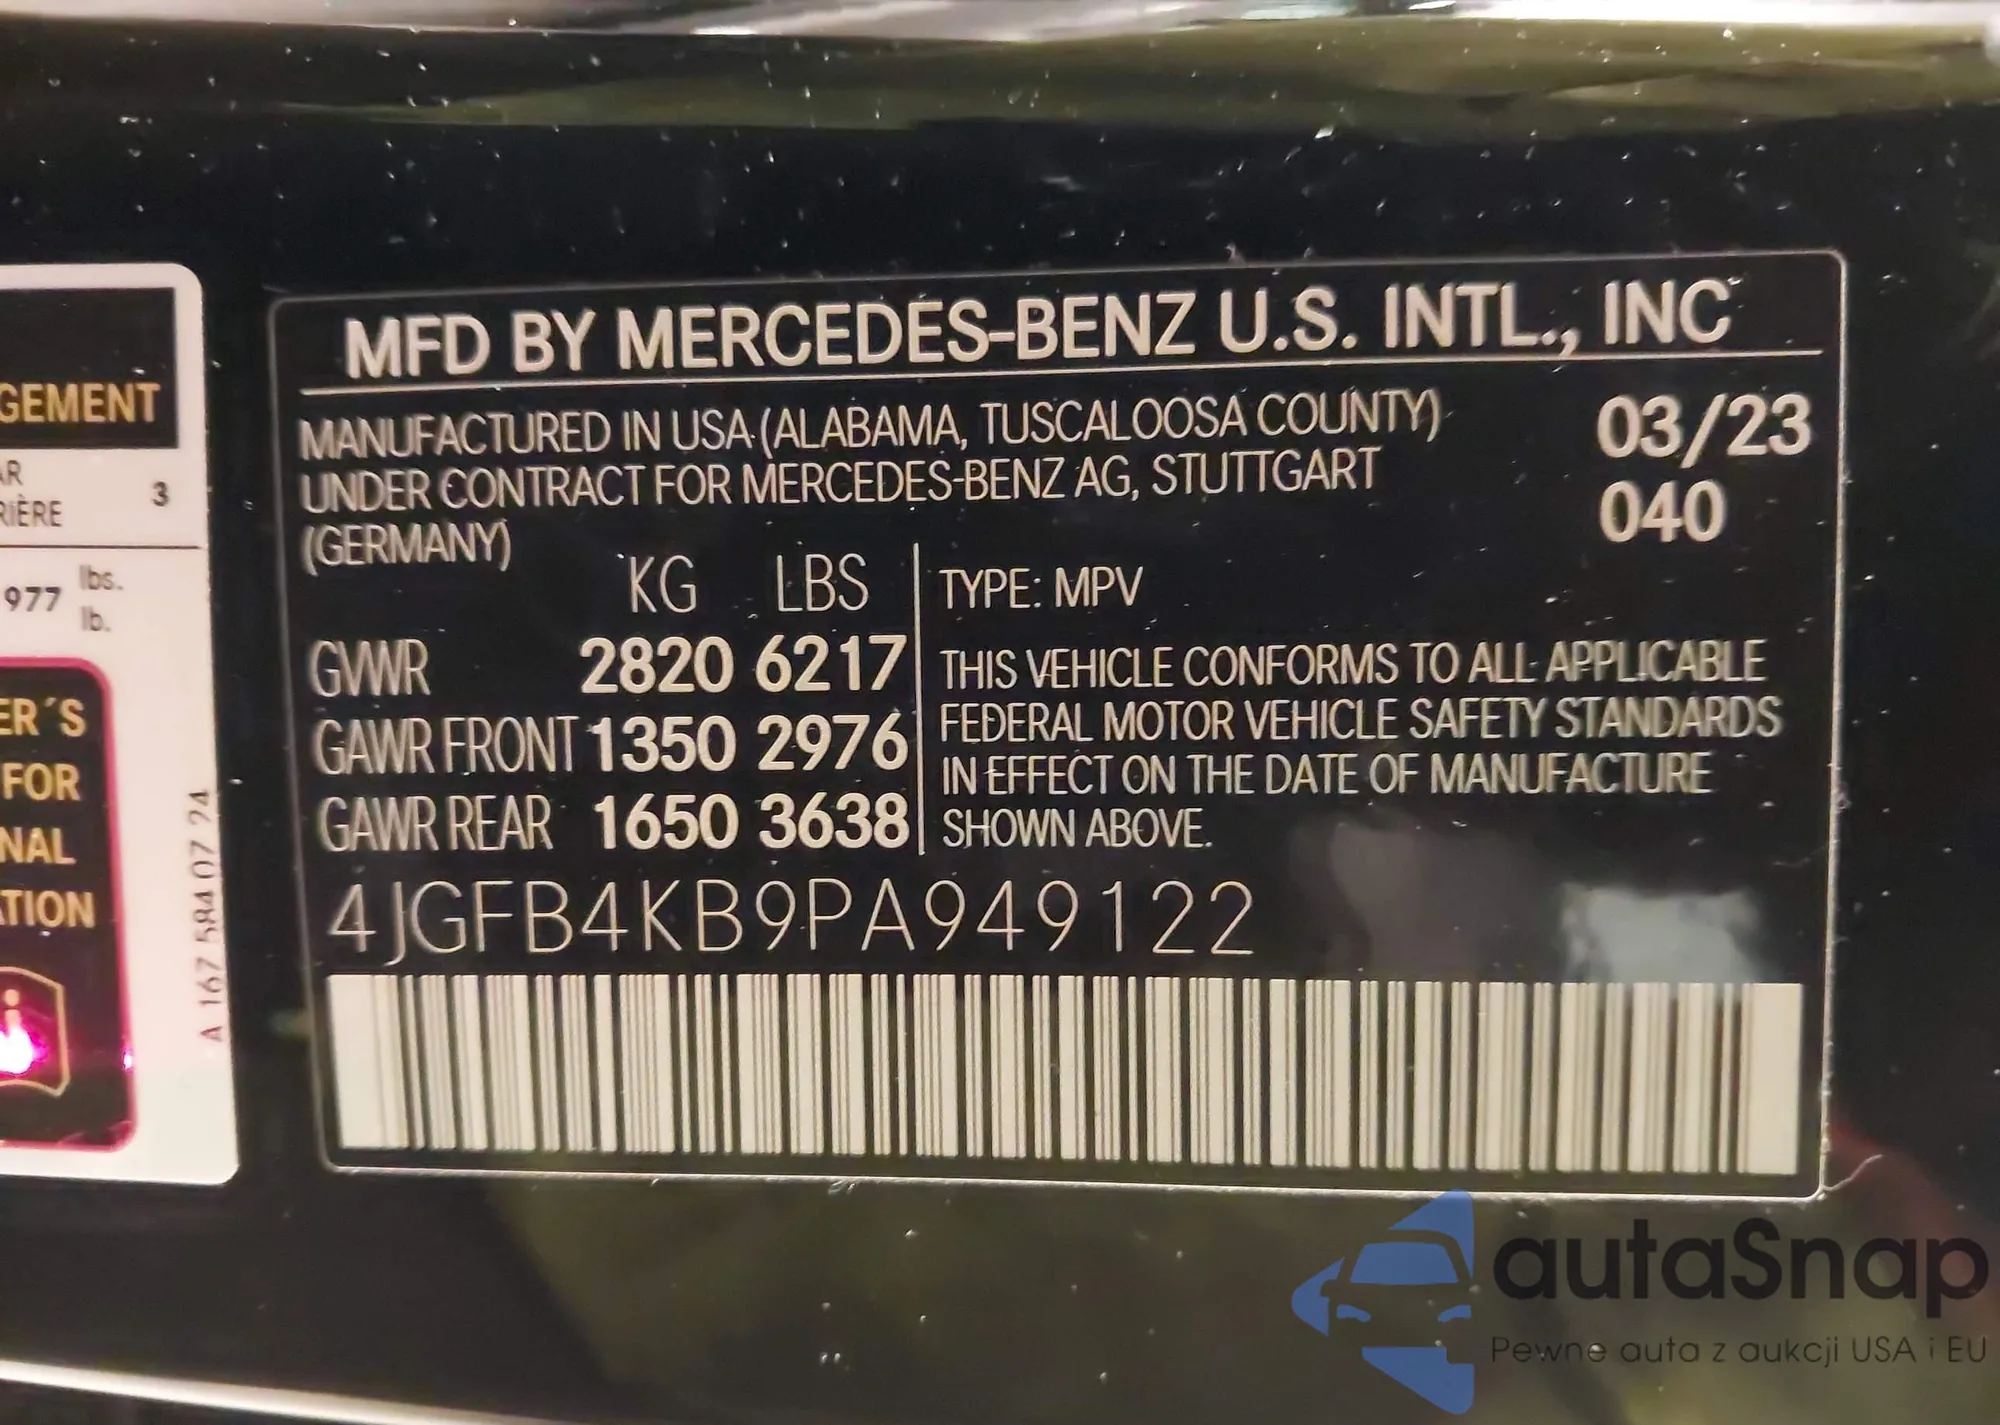 GEMENT
AR
RIÈRE
3
977 lbs.
lb.
ER´S
FOR
NAL
ATION
A 167 584 07 24
MFD BY MERCEDES-BENZ U.S. INTL., INC
MANUFACTURED IN USA (ALABAMA, TUSCALOOSA COUNTY)
UNDER CONTRACT FOR MERCEDES-BENZ AG, STUTTGART
(GERMANY)
03/23
040
KG LBS
GVWR 2820 6217
GAWR FRONT 1350 2976
GAWR REAR 1650 3638
TYPE: MPV
THIS VEHICLE CONFORMS TO ALL APPLICABLE
FEDERAL MOTOR VEHICLE SAFETY STANDARDS
IN EFFECT ON THE DATE OF MANUFACTURE
SHOWN ABOVE.
4JGFB4KB9PA949122
autaSnap
Pewne auta z aukcji USA i EU